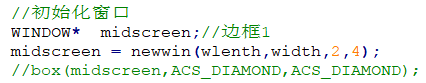 //初始化窗口
WINDOW*  midscreen;//边框1
midscreen = newwin(wlenth,width,2,4);
//box(midscreen,ACS_DIAMOND,ACS_DIAMOND);